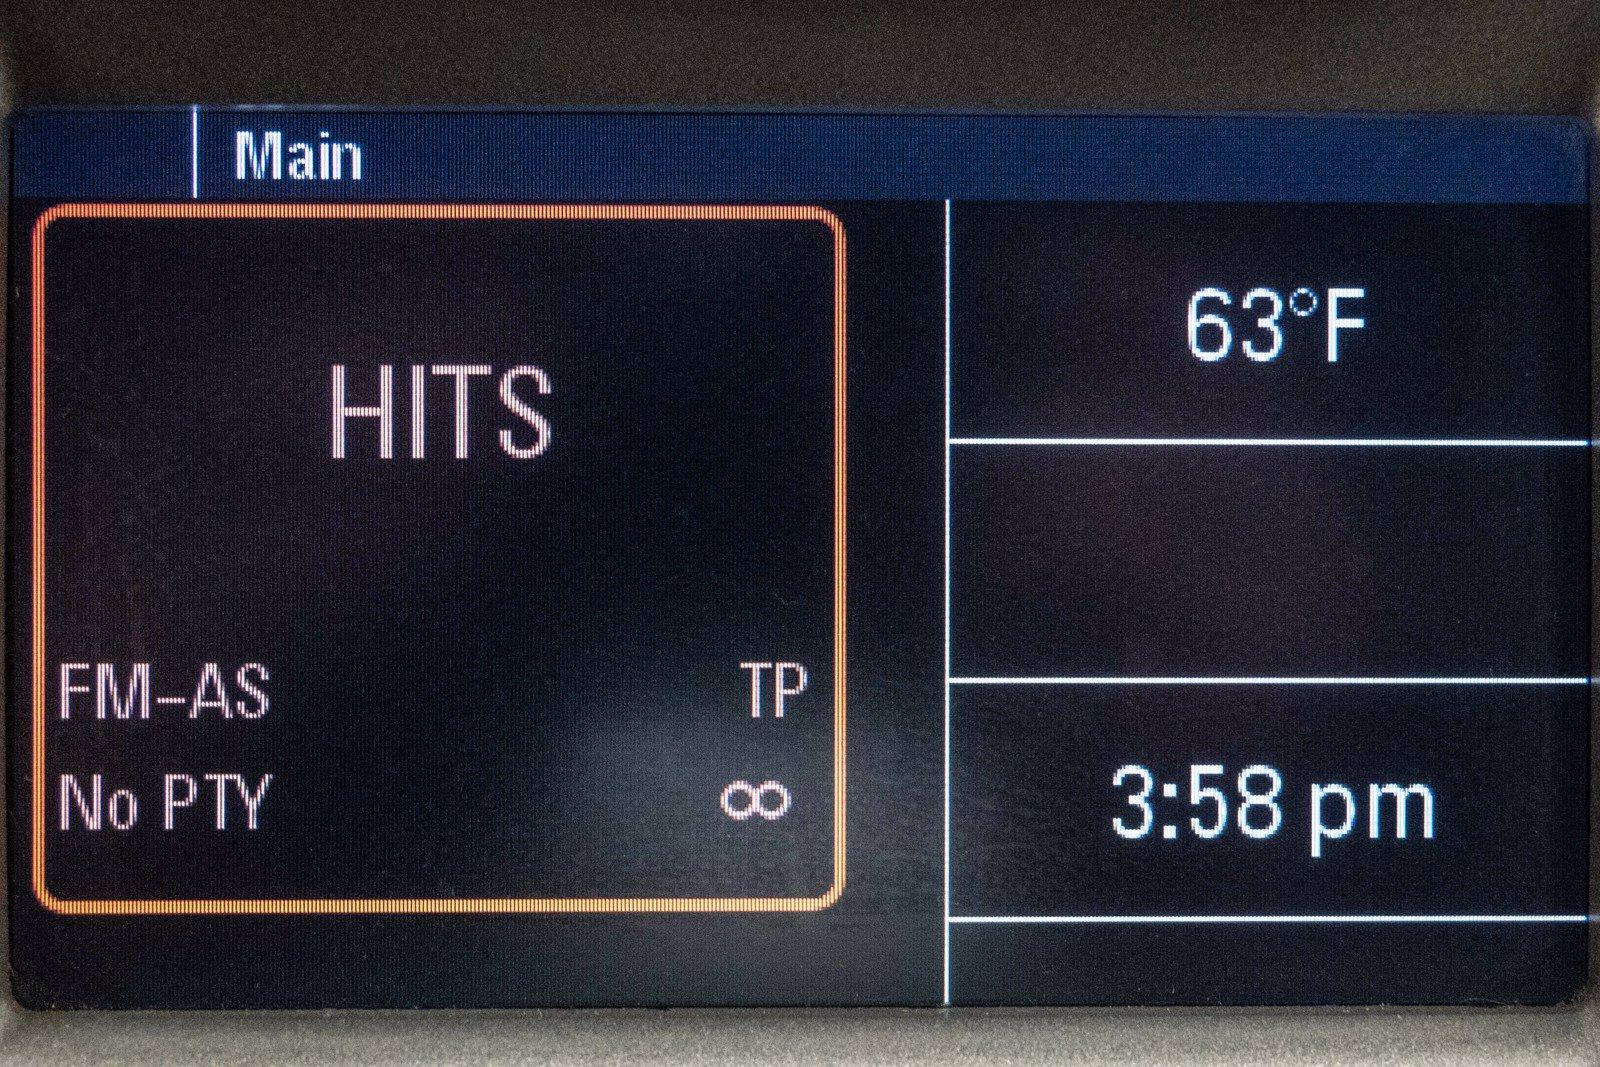 Main
HITS
FM-AS
TP
No PTY
∞
63°F
3:58 pm